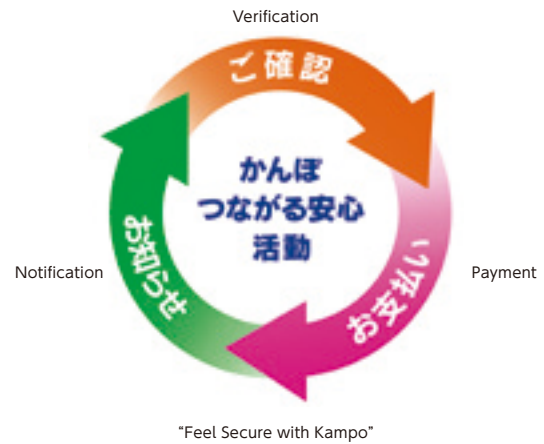 Verification
ご確認
かんぽ
つながる安心
活動
お知らせ
お支払い
Notification
Payment
“Feel Secure with Kampo”